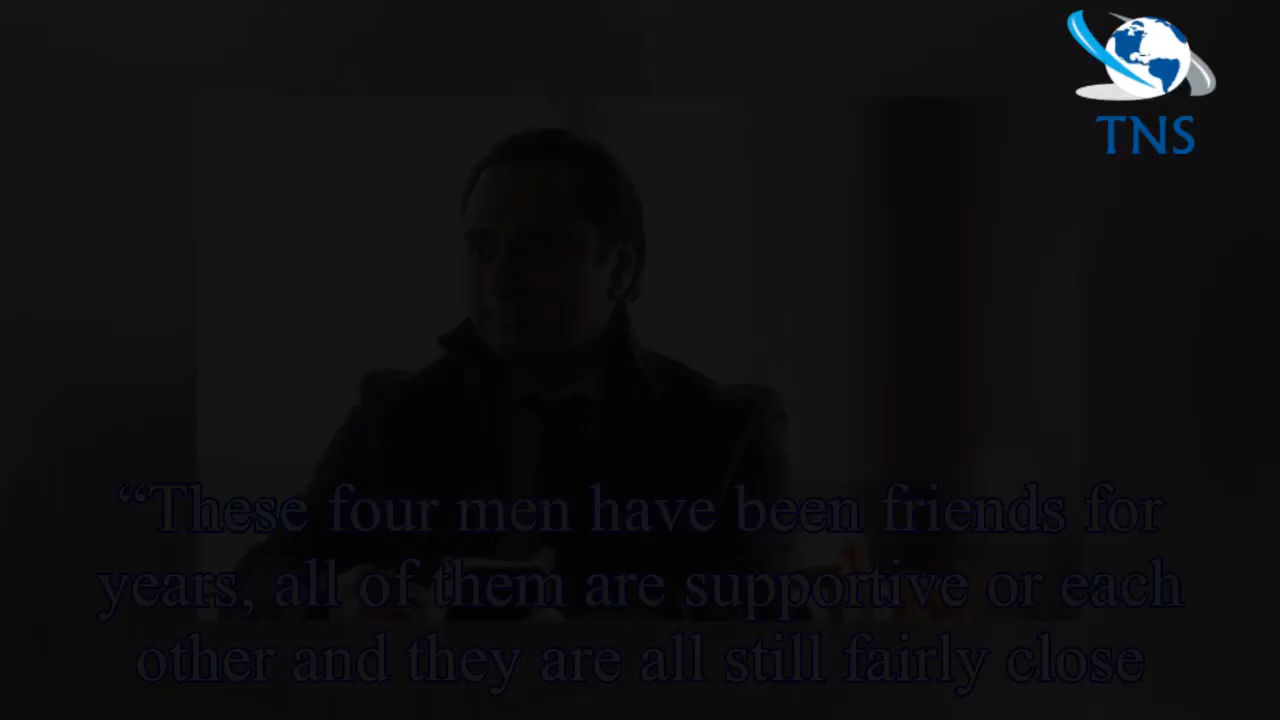 TNS
“These four men have been friends for
years, all of them are supportive or each
other and they are all still fairly close